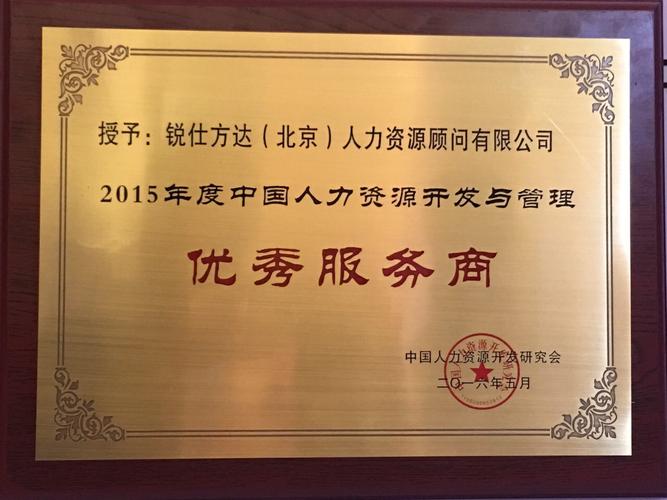 授予：锐仕方达（北京）人力资源顾问有限公司
2015年度中国人力资源开发与管理
优秀服务商
中国人力资源开发研究会
二〇一六年五月